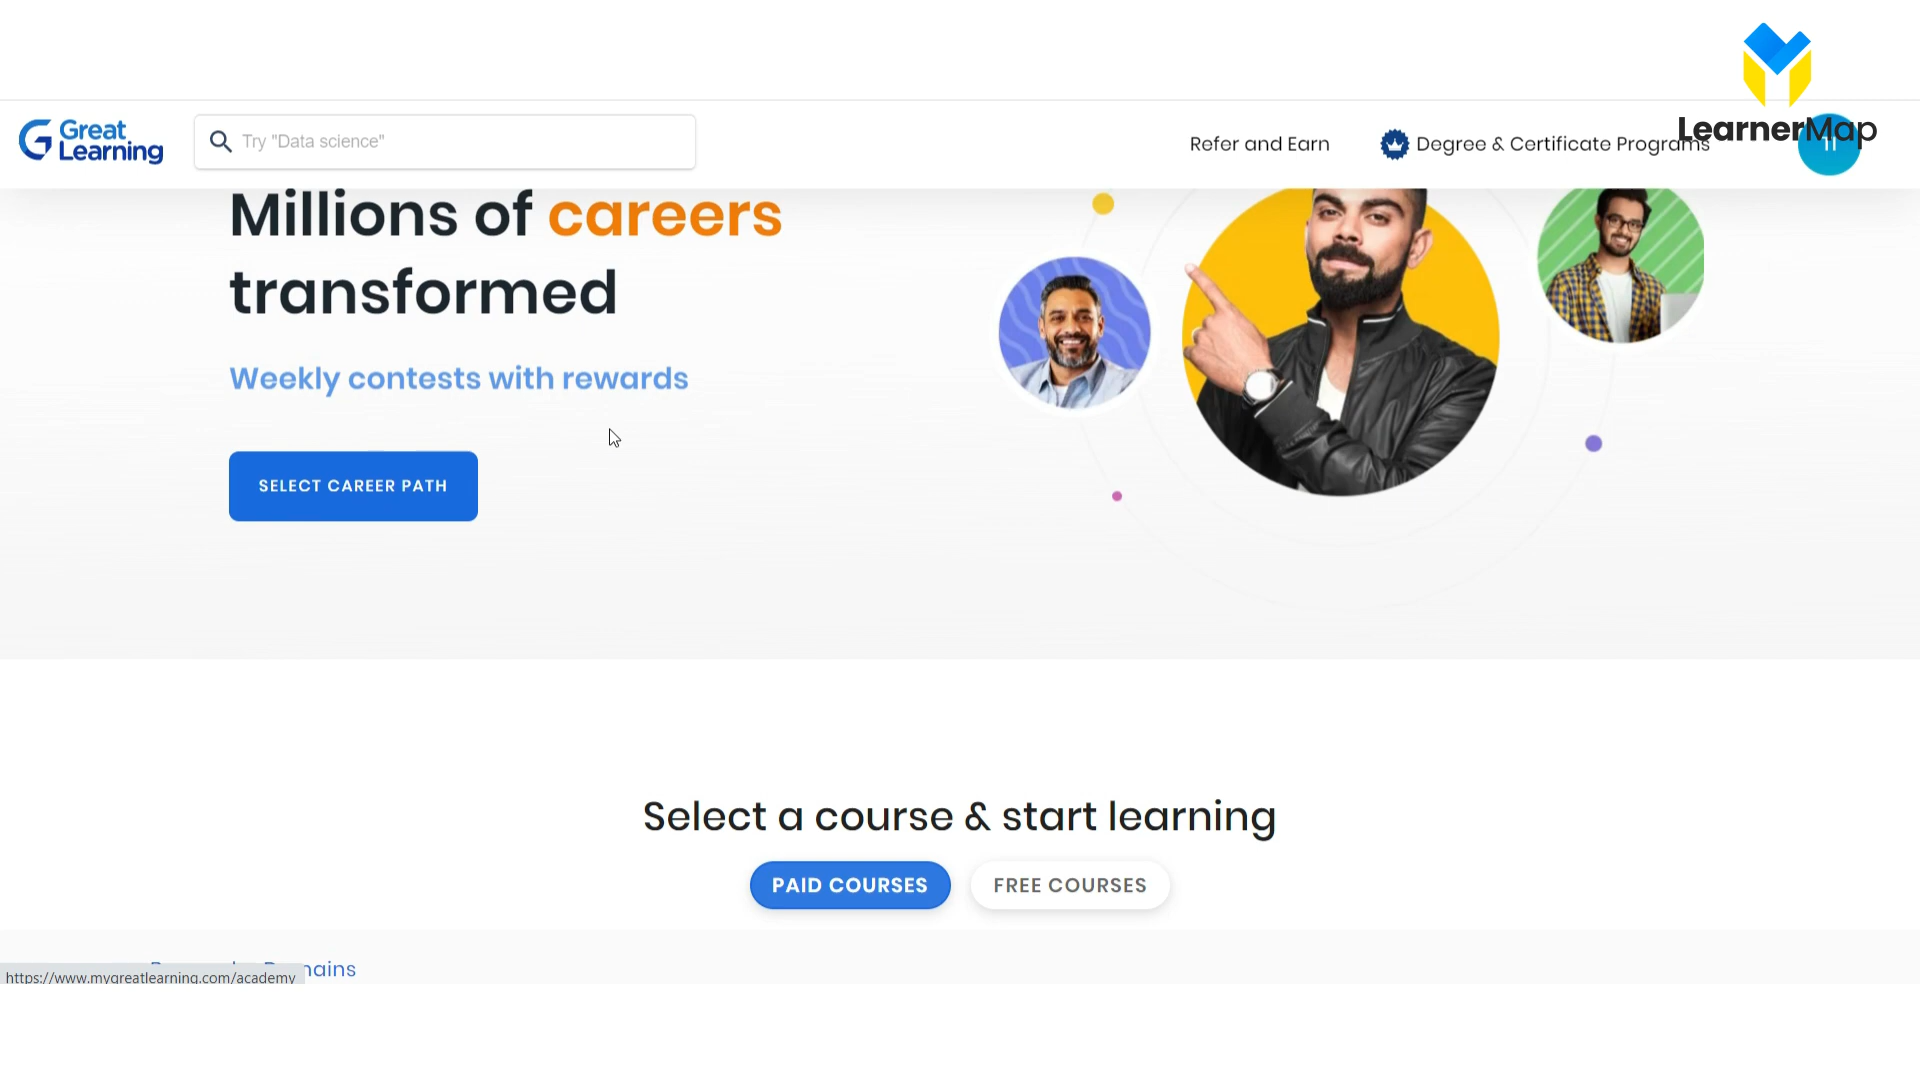 LearnerMap
Great
Learning
Try "Data science"
Refer and Earn
Degree & Certificate Programs
Millions of careers
transformed
Weekly contests with rewards
SELECT CAREER PATH
Select a course & start learning
PAID COURSES
FREE COURSES
https://www.mygreatlearning.com/academy